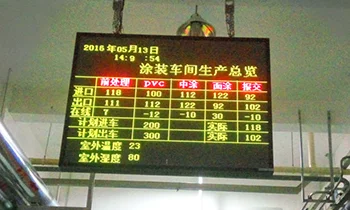 2016年05月13日
14:9 :54
涂装车间生产总览
预处理 pvc 中涂 面涂 报交
进口 118 100 112 122 92
出口 111 112 122 92 102
在线 7 -12 -10 30 -10
计划进车 200 实际 118
计划出车 300 实际 102
室外温度 23
室外湿度 80